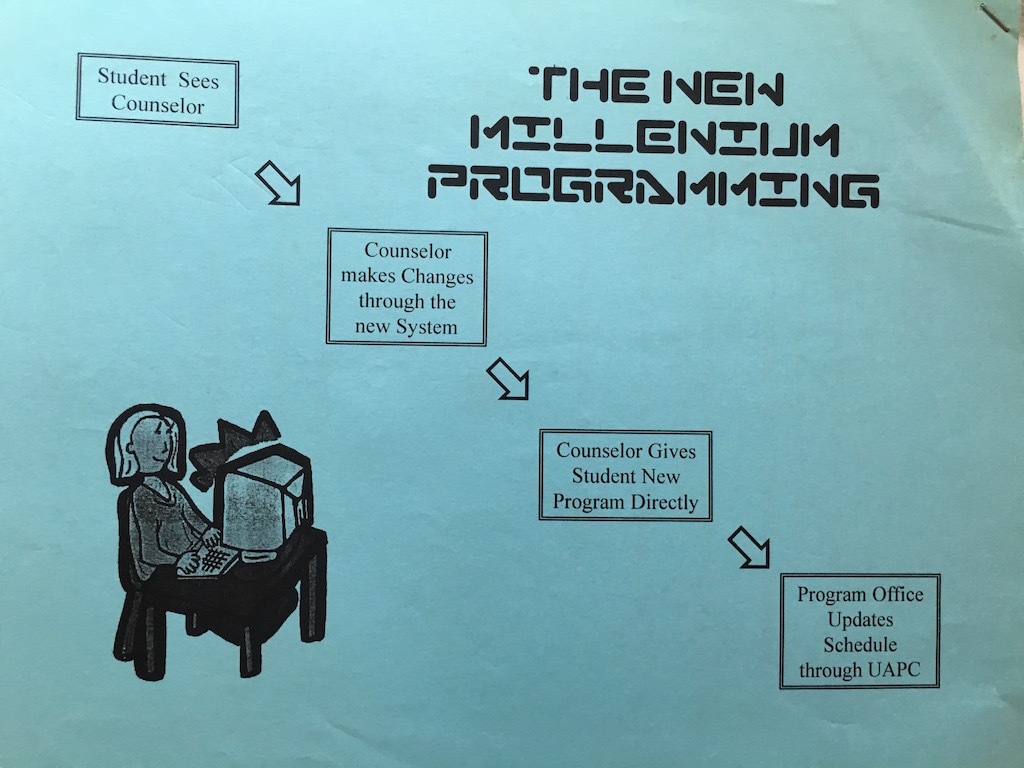 Student Sees
Counselor
THE NEW
MILLENIUM
PROGRAMMING
Counselor
makes Changes
through the
new System
Counselor Gives
Student New
Program Directly
Program Office
Updates
Schedule
through UAPC